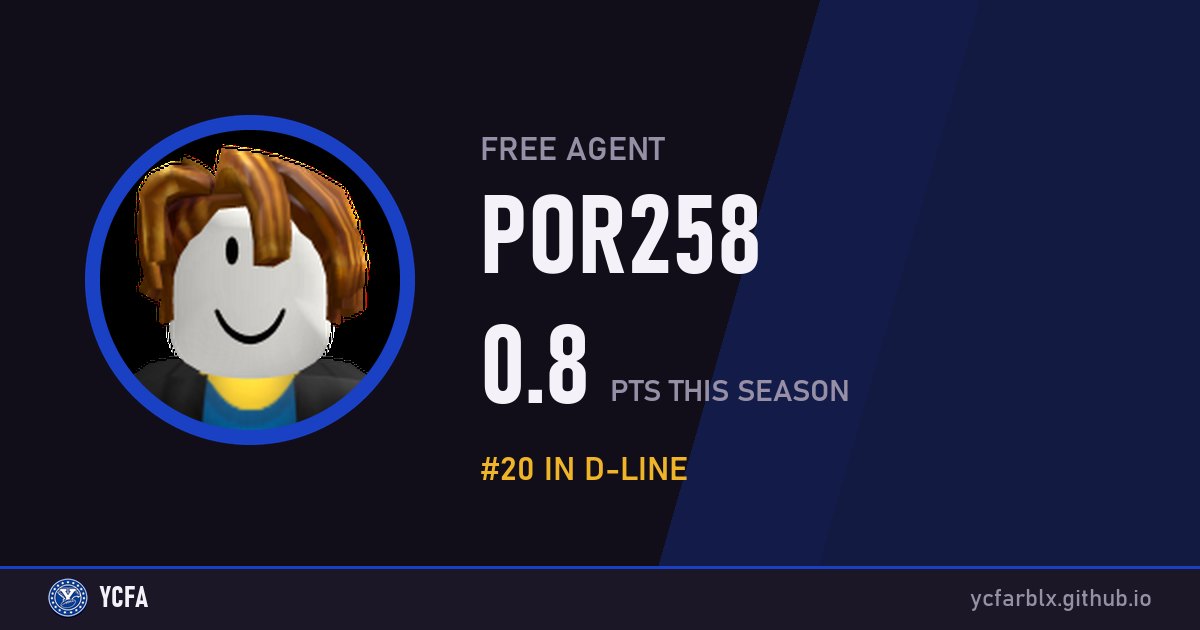 FREE AGENT
POR258
0.8 PTS THIS SEASON
#20 IN D-LINE
YCFA
ycfarblx.github.io